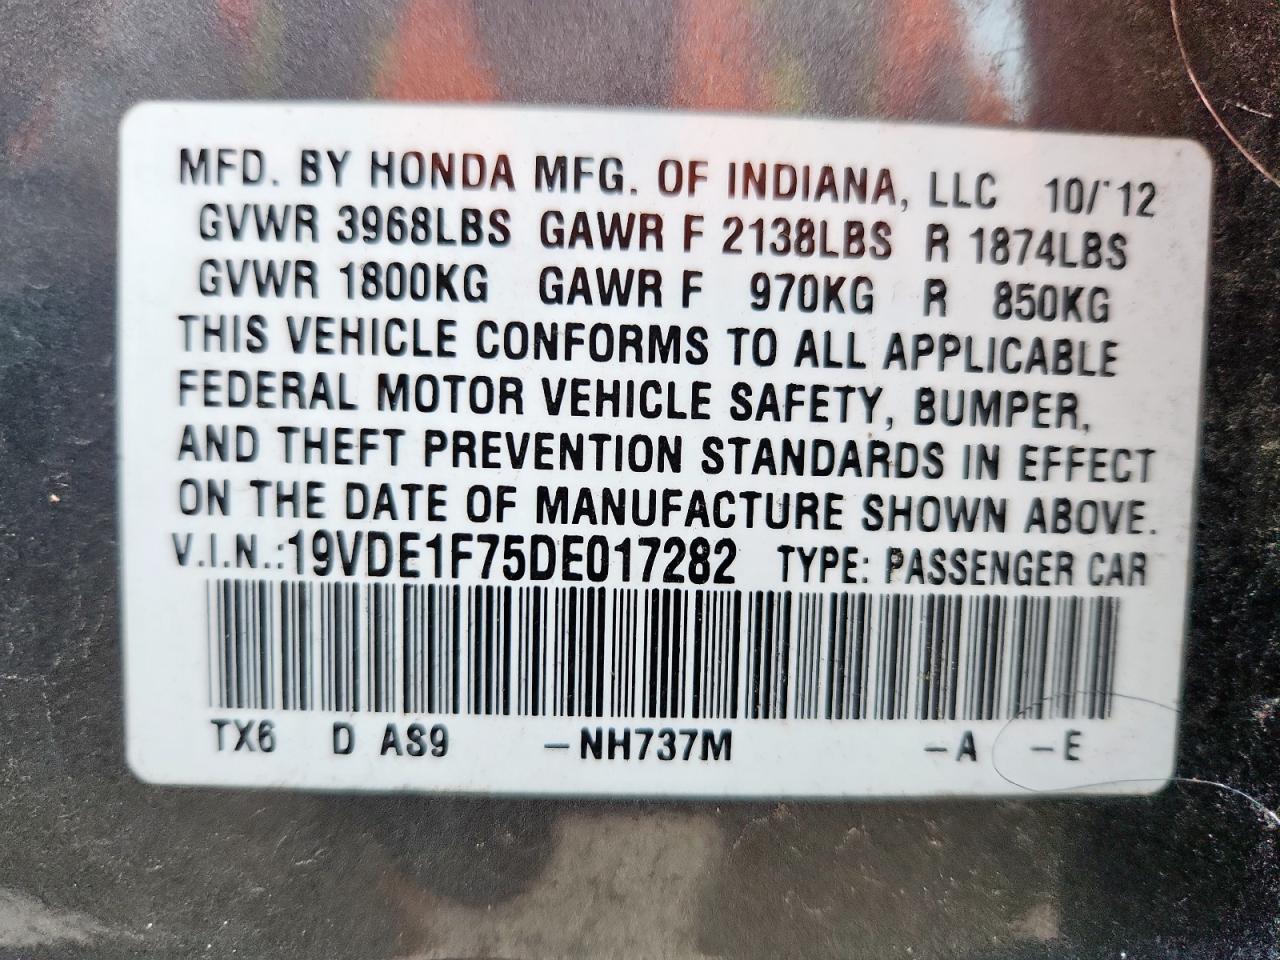 MFD. BY HONDA MFG. OF INDIANA, LLC 10/'12
GVWR 3968LBS GAWR F 2138LBS R 1874LBS
GVWR 1800KG GAWR F 970KG R 850KG
THIS VEHICLE CONFORMS TO ALL APPLICABLE
FEDERAL MOTOR VEHICLE SAFETY, BUMPER,
AND THEFT PREVENTION STANDARDS IN EFFECT
ON THE DATE OF MANUFACTURE SHOWN ABOVE.
V.I.N.:19VDE1F75DE017282 TYPE: PASSENGER CAR
TX6 D AS9 –NH737M –A –E